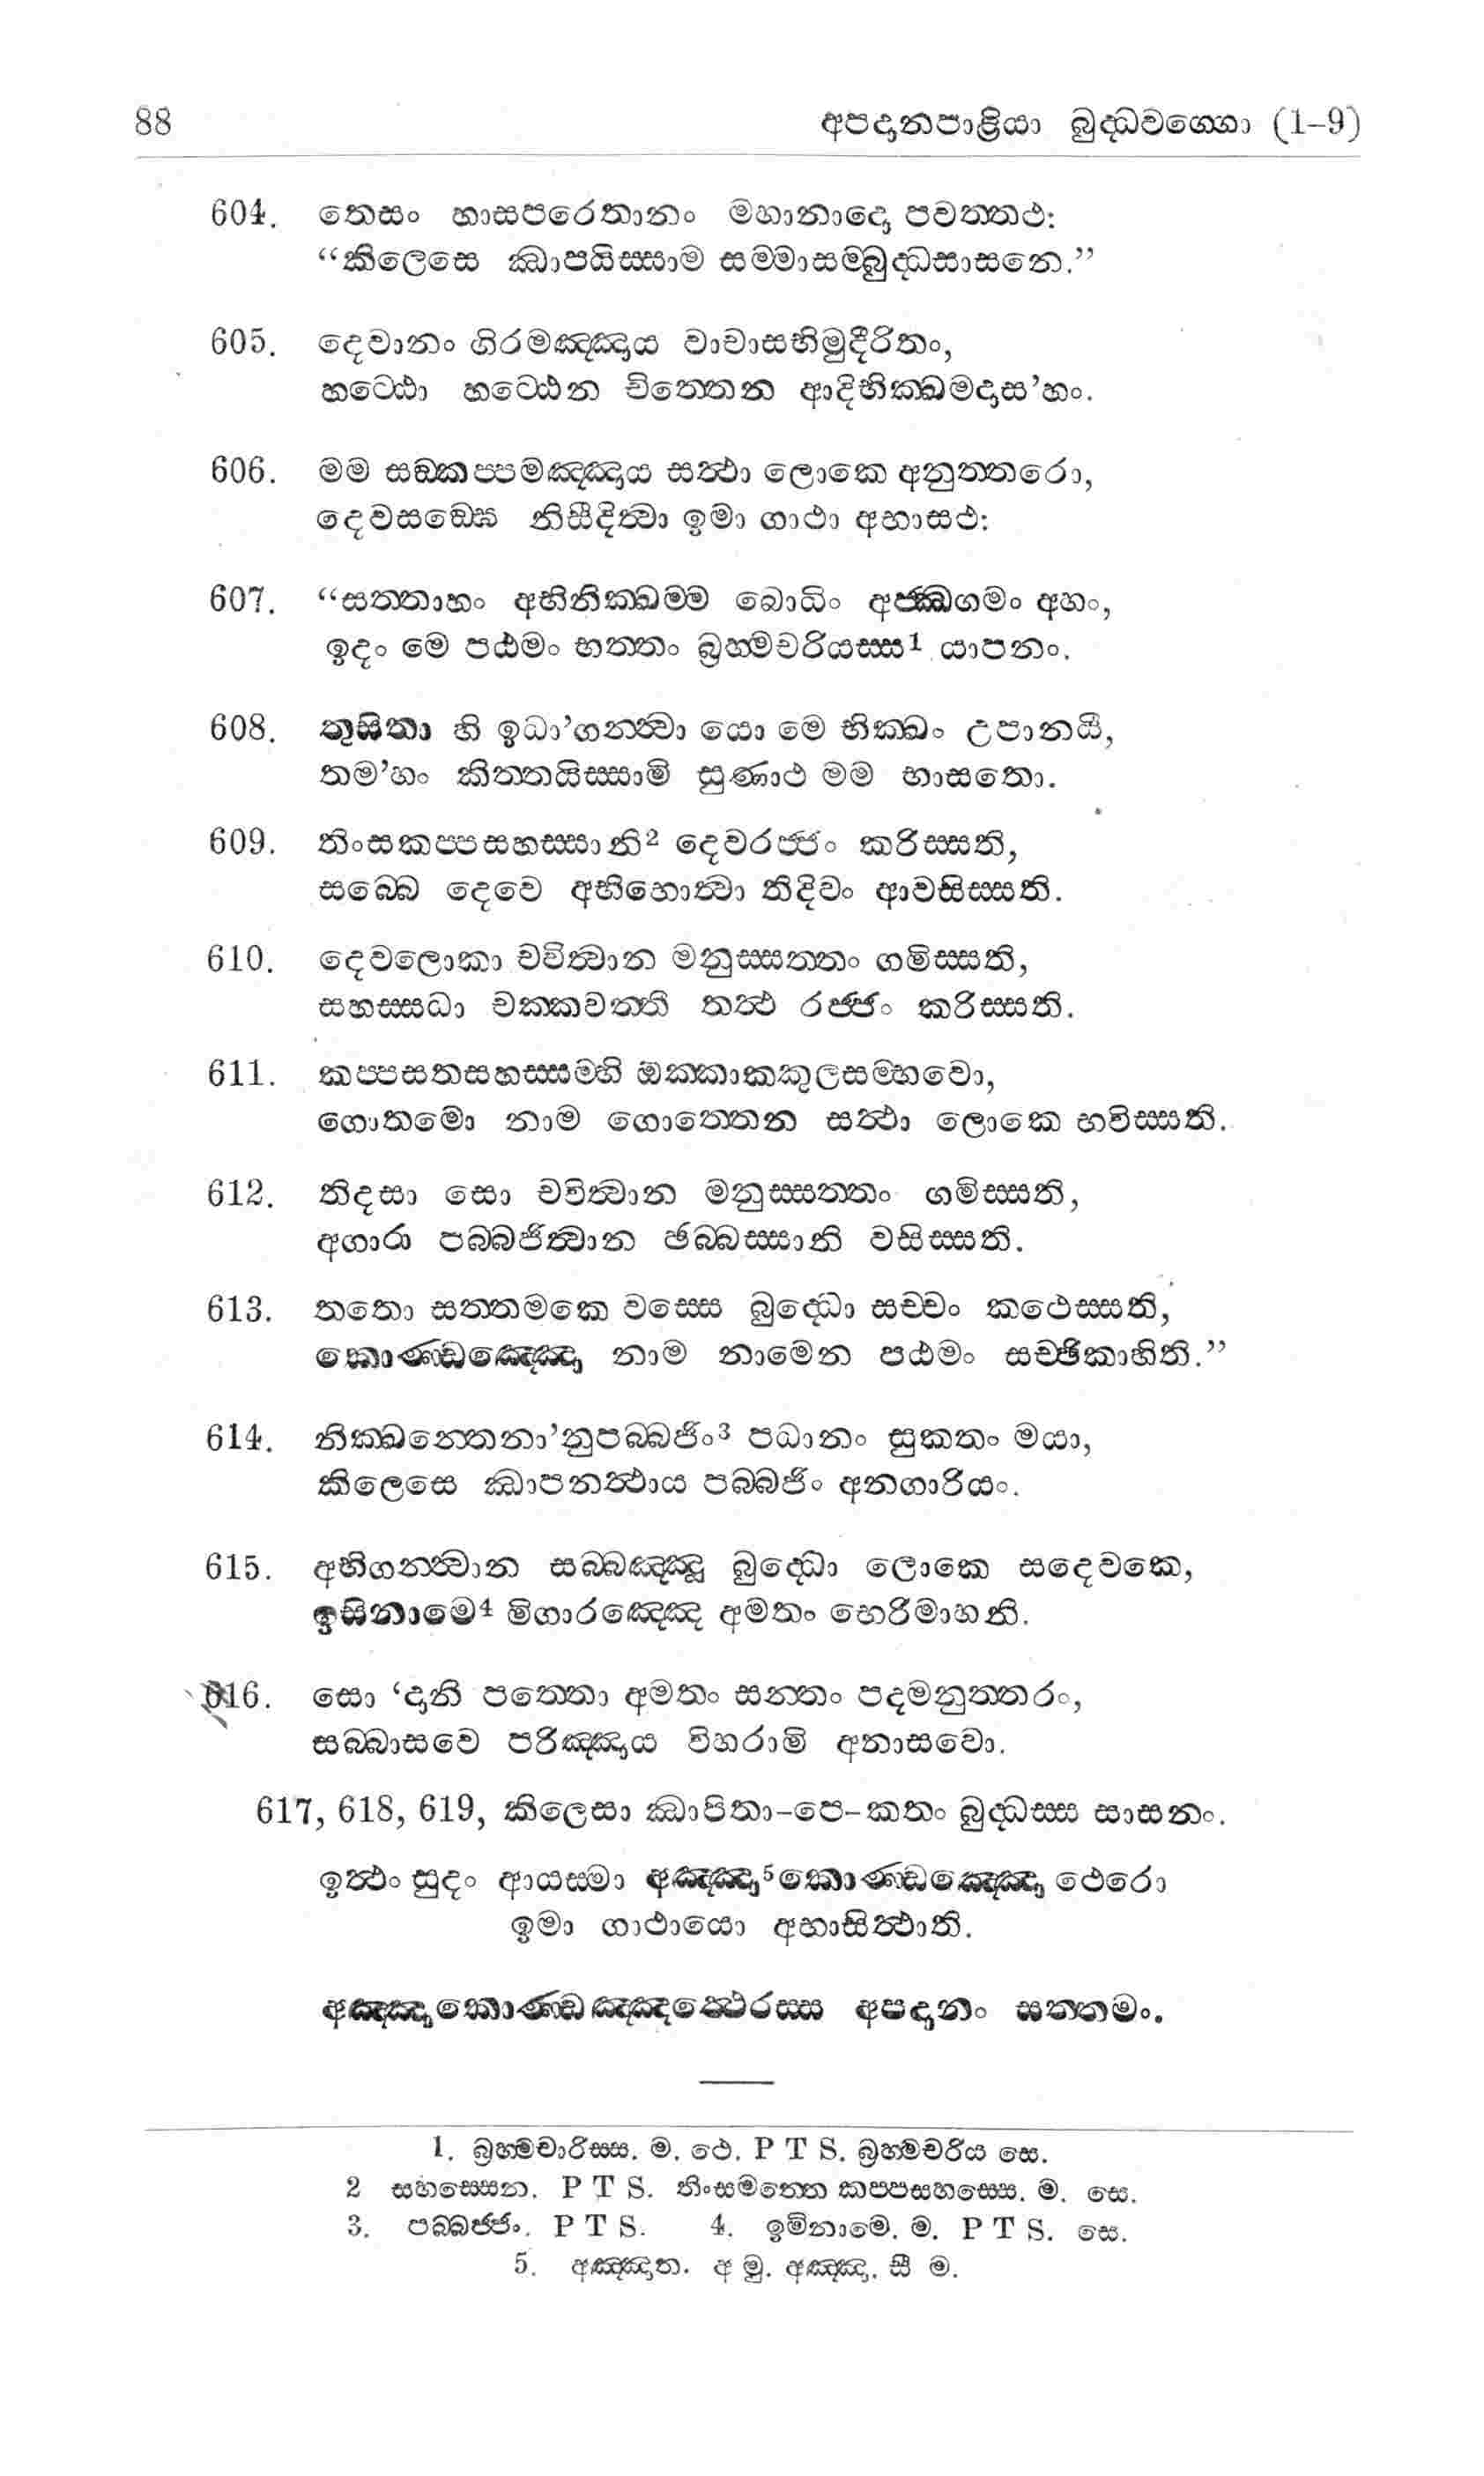 88 අපදානපාළියා බුද්ධවග්ගො (1–9)
604. තෙසං හාසපරෙතානං මහානාදො පවත්තථ:
“කිලෙසෙ ඣාපයිස්සාම සම්මාසම්බුද්ධසාසනෙ.”
605. දෙවානං ගිරමඤ්ඤාය වාචාසභිමුදීරිතං,
හට්ඨො හට්ඨෙන චිත්තෙන ආදිභික්ඛමදාස’හං.
606. මම සඞ්කප්පමඤ්ඤාය සත්ථා ලොකෙ අනුත්තරො,
දෙවසඞ්ඝෙ නිසීදිත්වා ඉමා ගාථා අභාසථ:
607. “සත්තාහං අභිනික්ඛම්ම බොධිං අජ්ඣගමං අහං,
ඉදං මෙ පඨමං භත්තං බ්‍රහ්මචරියස්ස1 යාපනං.
608. තුසිතා හි ඉධා’ගන්ත්වා යො මෙ භික්ඛං උපානයී,
තම’හං කිත්තයිස්සාමි සුණාථ මම භාසතො.
609. තිංසකප්පසහස්සානි2 දෙවරජ්ජං කරිස්සති,
සබ්බෙ දෙවෙ අභිහොත්වා තිදිවං ආවසිස්සති.
610. දෙවලොකා චවිත්වාන මනුස්සත්තං ගමිස්සති,
සහස්සධා චක්කවත්තී තත්ථ රජ්ජං කරිස්සති.
611. කප්පසතසහස්සම්හි ඔක්කාකකුලසම්භවො,
ගොතමො නාම ගොත්තෙන සත්ථා ලොකෙ භවිස්සති.
612. තිදසා සො චවිත්වාන මනුස්සත්තං ගමිස්සති,
අගාරා පබ්බජිත්වාන ඡබ්බස්සානි වසිස්සති.
613. තතො සත්තමකෙ වස්සෙ බුද්ධො සච්චං කථෙස්සති,
කොණ්ඩඤ්ඤො නාම නාමෙන පඨමං සච්ඡිකාහිති.”
614. නික්ඛන්තෙනා’නුපබ්බජිං3 පධානං සුකතං මයා,
කිලෙසෙ ඣාපනත්ථාය පබ්බජිං අනගාරියං.
615. අභිගන්ත්වාන සබ්බඤ්ඤූ බුද්ධො ලොකෙ සදෙවකෙ,
ඉසිනාමෙ4 මිගාරඤ්ඤෙ අමතං භෙරිමාහනි.
616. සො ‘දානි පත්තො අමතං සන්තං පදමනුත්තරං,
සබ්බාසවෙ පරිඤ්ඤාය විහරාමි අනාසවො.
617, 618, 619, කිලෙසා ඣාපිතා–පෙ–කතං බුද්ධස්ස සාසනං.
ඉත්ථං සුදං ආයස්මා අඤ්ඤා5කොණ්ඩඤ්ඤො ථෙරො
ඉමා ගාථායො අභාසිත්ථාති.
අඤ්ඤාකොණ්ඩඤ්ඤත්ථෙරස්ස අපදානං සත්තමං.
1. බ්‍රහ්මචාරිස්ස. ම. ථෙ. P T S. බ්‍රහ්මචරිය සෙ.
2 සහස්සෙන. P T S. තිංසමත්තෙ කප්පසහස්සෙ. ම. සෙ.
3. පබ්බජ්ජං. P T S. 4. ඉමිනාමෙ. ම. P T S. සෙ.
5. අඤ්ඤාත. අ මු. අඤ්ඤා. සී ම.